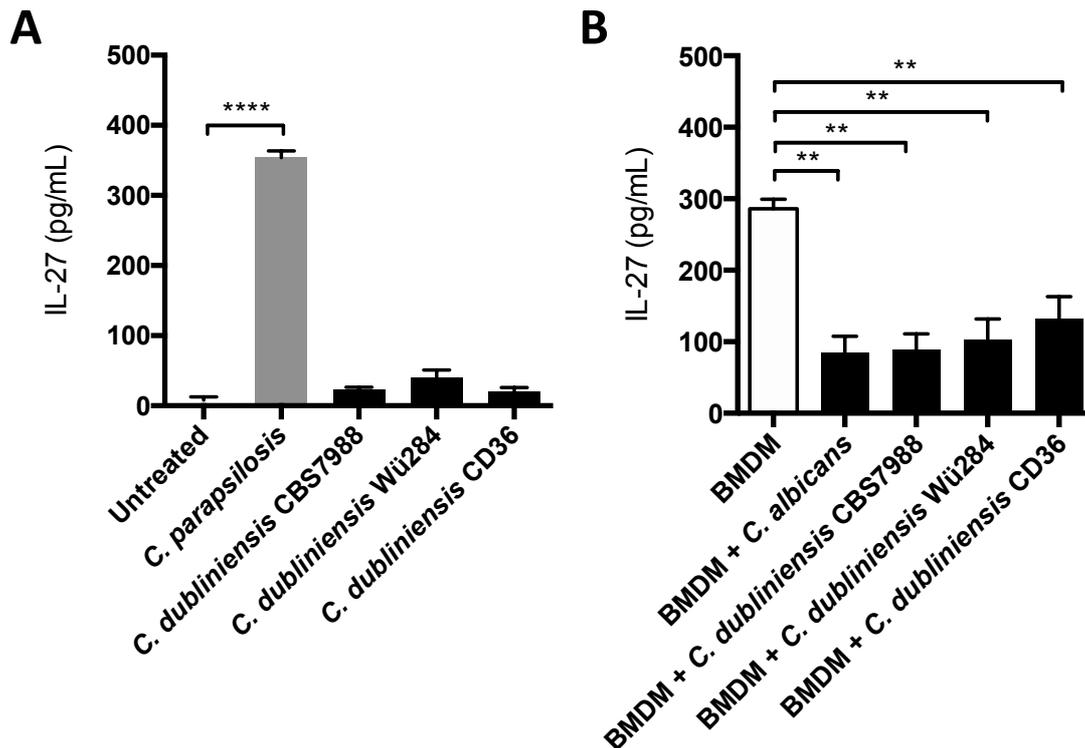 A
500
400
300
200
100
0
IL-27 (pg/mL)
****
Untreated
C. parapsilosis
C. dubliniensis CBS7988
C. dubliniensis Wü284
C. dubliniensis CD36
B
500
400
300
200
100
0
IL-27 (pg/mL)
**
**
**
**
BMDM
BMDM + C. albicans
BMDM + C. dubliniensis CBS7988
BMDM + C. dubliniensis Wü284
BMDM + C. dubliniensis CD36